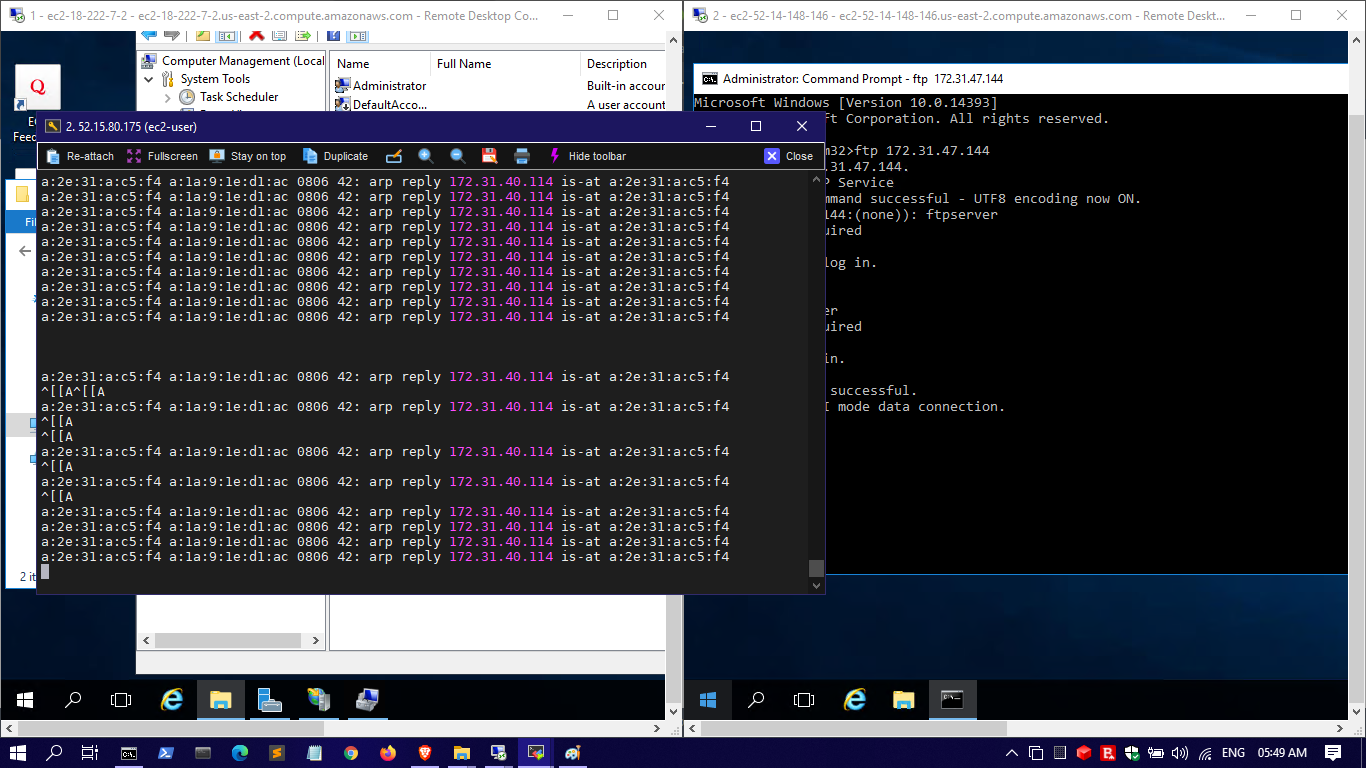 1 - ec2-18-222-7-2 - ec2-18-222-7-2.us-east-2.compute.amazonaws.com - Remote Desktop Co...
Computer Management (Local
System Tools
Task Scheduler
Name Full Name Description
Administrator Built-in accour
DefaultAcco... A user account
Q
Feed
Fil
2 it
2. 52.15.80.175 (ec2-user)
Re-attach Fullscreen Stay on top Duplicate Hide toolbar Close
a:2e:31:a:c5:f4 a:1a:9:1e:d1:ac 0806 42: arp reply 172.31.40.114 is-at a:2e:31:a:c5:f4
a:2e:31:a:c5:f4 a:1a:9:1e:d1:ac 0806 42: arp reply 172.31.40.114 is-at a:2e:31:a:c5:f4
a:2e:31:a:c5:f4 a:1a:9:1e:d1:ac 0806 42: arp reply 172.31.40.114 is-at a:2e:31:a:c5:f4
a:2e:31:a:c5:f4 a:1a:9:1e:d1:ac 0806 42: arp reply 172.31.40.114 is-at a:2e:31:a:c5:f4
a:2e:31:a:c5:f4 a:1a:9:1e:d1:ac 0806 42: arp reply 172.31.40.114 is-at a:2e:31:a:c5:f4
a:2e:31:a:c5:f4 a:1a:9:1e:d1:ac 0806 42: arp reply 172.31.40.114 is-at a:2e:31:a:c5:f4
a:2e:31:a:c5:f4 a:1a:9:1e:d1:ac 0806 42: arp reply 172.31.40.114 is-at a:2e:31:a:c5:f4
a:2e:31:a:c5:f4 a:1a:9:1e:d1:ac 0806 42: arp reply 172.31.40.114 is-at a:2e:31:a:c5:f4
a:2e:31:a:c5:f4 a:1a:9:1e:d1:ac 0806 42: arp reply 172.31.40.114 is-at a:2e:31:a:c5:f4
a:2e:31:a:c5:f4 a:1a:9:1e:d1:ac 0806 42: arp reply 172.31.40.114 is-at a:2e:31:a:c5:f4
a:2e:31:a:c5:f4 a:1a:9:1e:d1:ac 0806 42: arp reply 172.31.40.114 is-at a:2e:31:a:c5:f4
^[[A^[[A
a:2e:31:a:c5:f4 a:1a:9:1e:d1:ac 0806 42: arp reply 172.31.40.114 is-at a:2e:31:a:c5:f4
^[[A
^[[A
a:2e:31:a:c5:f4 a:1a:9:1e:d1:ac 0806 42: arp reply 172.31.40.114 is-at a:2e:31:a:c5:f4
^[[A
a:2e:31:a:c5:f4 a:1a:9:1e:d1:ac 0806 42: arp reply 172.31.40.114 is-at a:2e:31:a:c5:f4
^[[A
a:2e:31:a:c5:f4 a:1a:9:1e:d1:ac 0806 42: arp reply 172.31.40.114 is-at a:2e:31:a:c5:f4
a:2e:31:a:c5:f4 a:1a:9:1e:d1:ac 0806 42: arp reply 172.31.40.114 is-at a:2e:31:a:c5:f4
a:2e:31:a:c5:f4 a:1a:9:1e:d1:ac 0806 42: arp reply 172.31.40.114 is-at a:2e:31:a:c5:f4
a:2e:31:a:c5:f4 a:1a:9:1e:d1:ac 0806 42: arp reply 172.31.40.114 is-at a:2e:31:a:c5:f4
2 - ec2-52-14-148-146 - ec2-52-14-148-146.us-east-2.compute.amazonaws.com - Remote Deskt...
Administrator: Command Prompt - ftp 172.31.47.144
Microsoft Windows [Version 10.0.14393]
ft Corporation. All rights reserved.
m32>ftp 172.31.47.144
.31.47.144.
P Service
mmand successful - UTF8 encoding now ON.
144:(none)): ftpserver
uired
log in.
er
uired
in.
successful.
I mode data connection.
ENG 05:49 AM